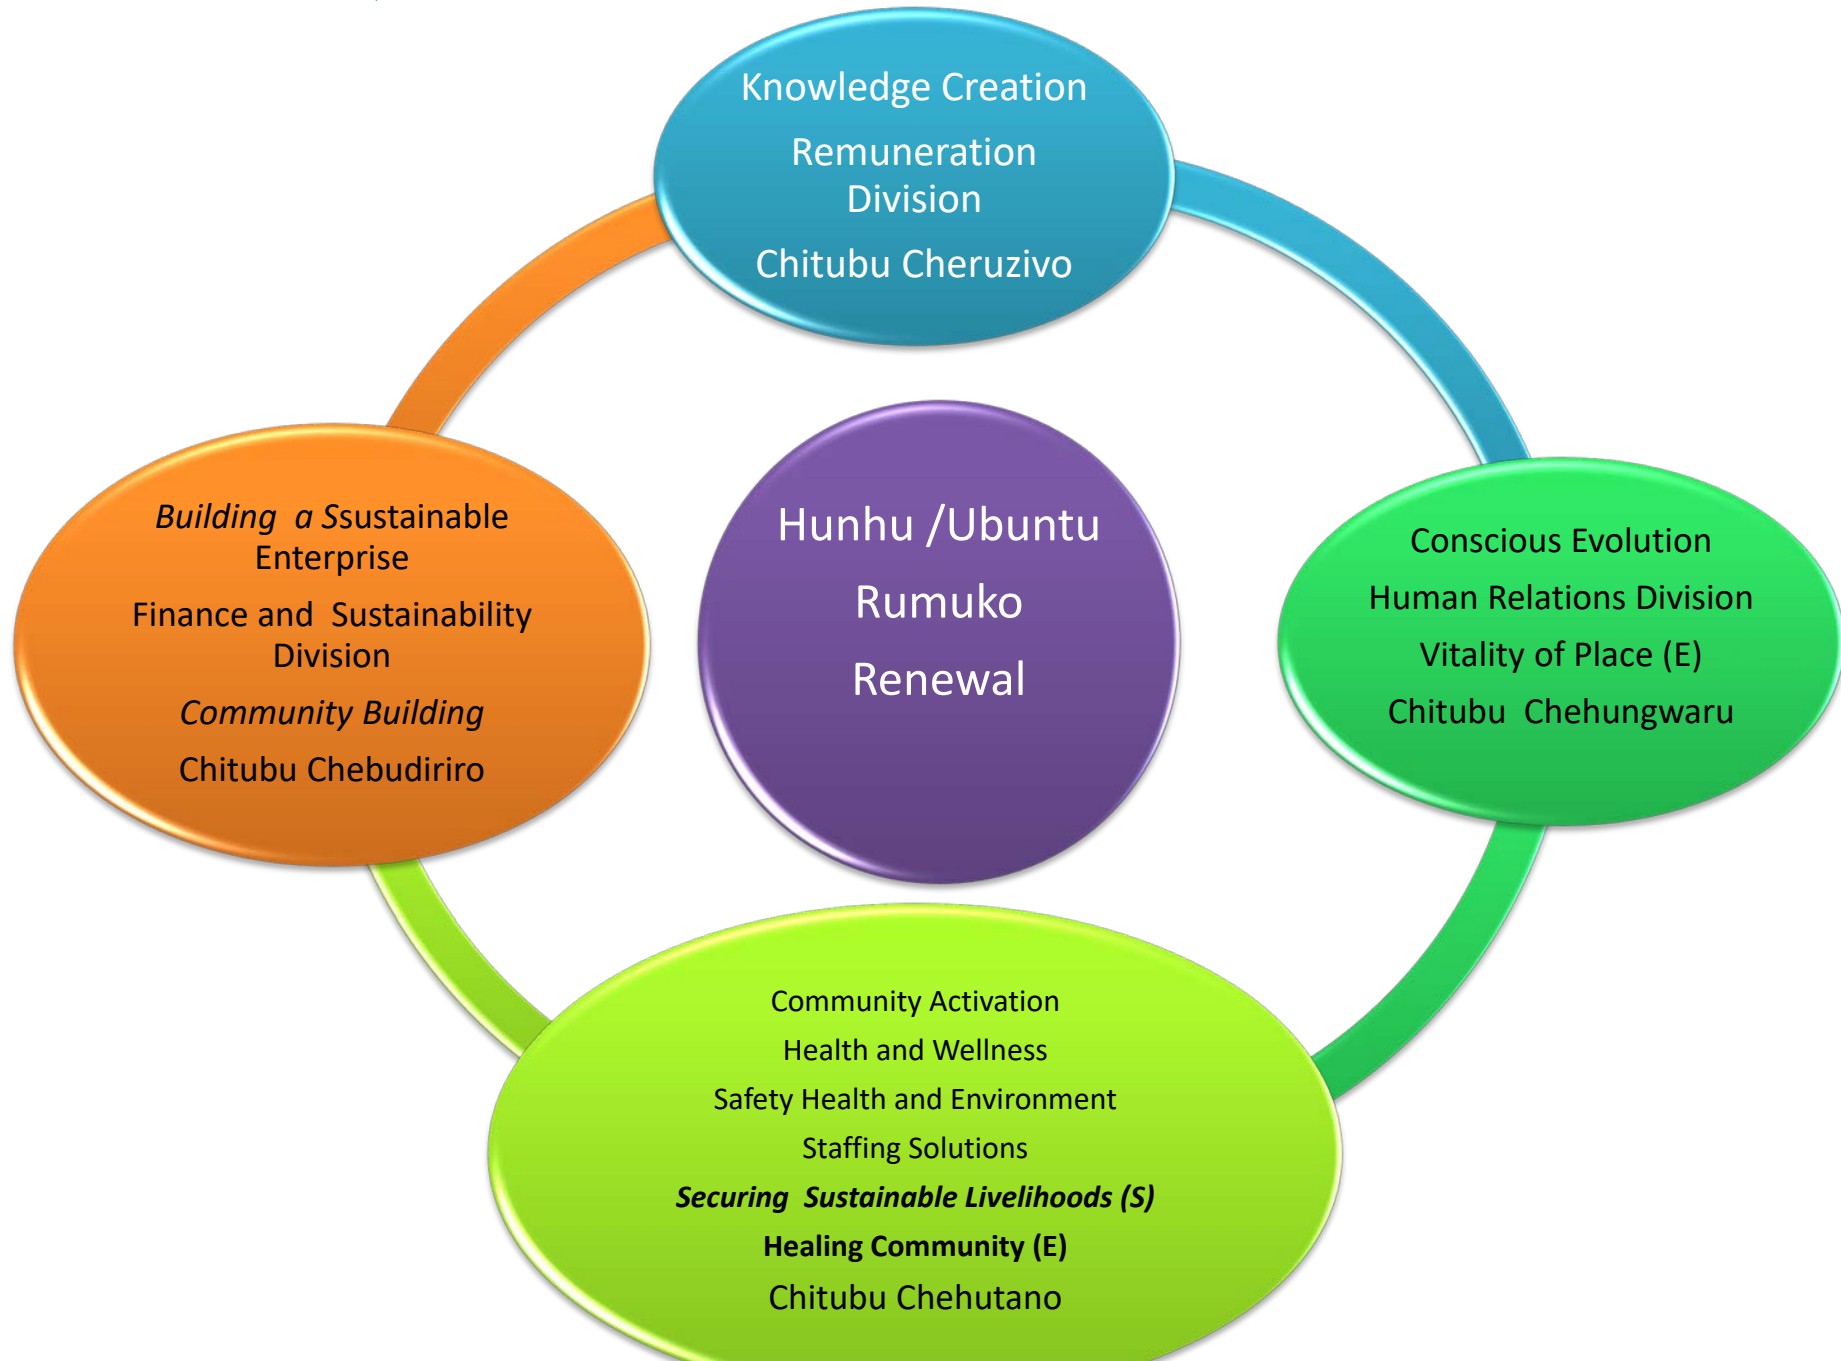 Knowledge Creation
Remuneration
Division
Chitubu Cheruzivo
Building a Ssustainable
Enterprise
Finance and Sustainability
Division
Community Building
Chitubu Chebudiriro
Hunhu /Ubuntu
Rumuko
Renewal
Conscious Evolution
Human Relations Division
Vitality of Place (E)
Chitubu Chehungwaru
Community Activation
Health and Wellness
Safety Health and Environment
Staffing Solutions
Securing Sustainable Livelihoods (S)
Healing Community (E)
Chitubu Chehutano